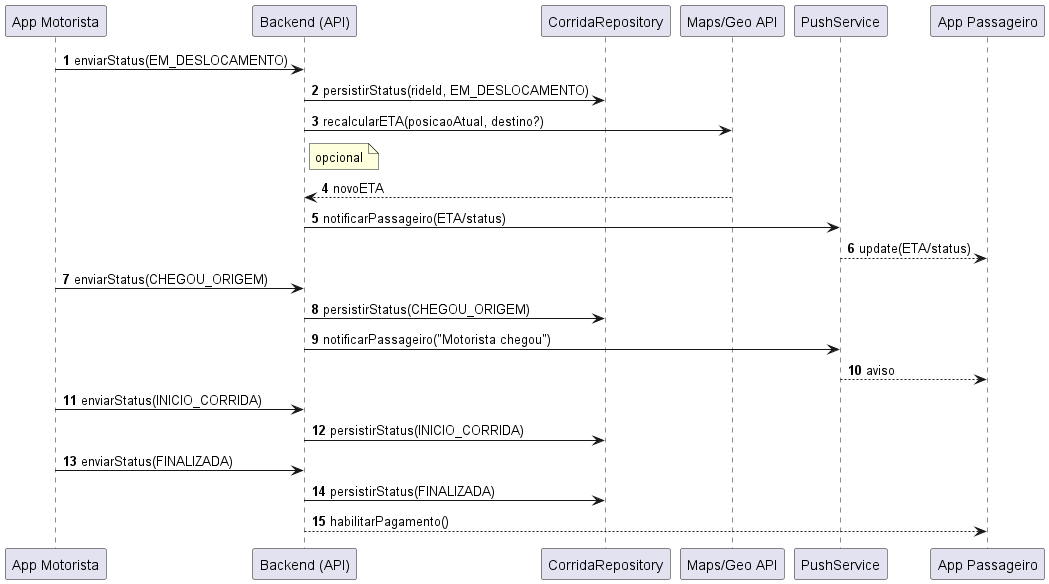 App Motorista Backend (API) CorridaRepository Maps/Geo API PushService App Passageiro
1 enviarStatus(EM_DESLOCAMENTO)
2 persistirStatus(rideId, EM_DESLOCAMENTO)
3 recalcularETA(posicaoAtual, destino?)
opcional
4 novoETA
5 notificarPassageiro(ETA/status)
6 update(ETA/status)
7 enviarStatus(CHEGOU_ORIGEM)
8 persistirStatus(CHEGOU_ORIGEM)
9 notificarPassageiro("Motorista chegou")
10 aviso
11 enviarStatus(INICIO_CORRIDA)
12 persistirStatus(INICIO_CORRIDA)
13 enviarStatus(FINALIZADA)
14 persistirStatus(FINALIZADA)
15 habilitarPagamento()
App Motorista Backend (API) CorridaRepository Maps/Geo API PushService App Passageiro